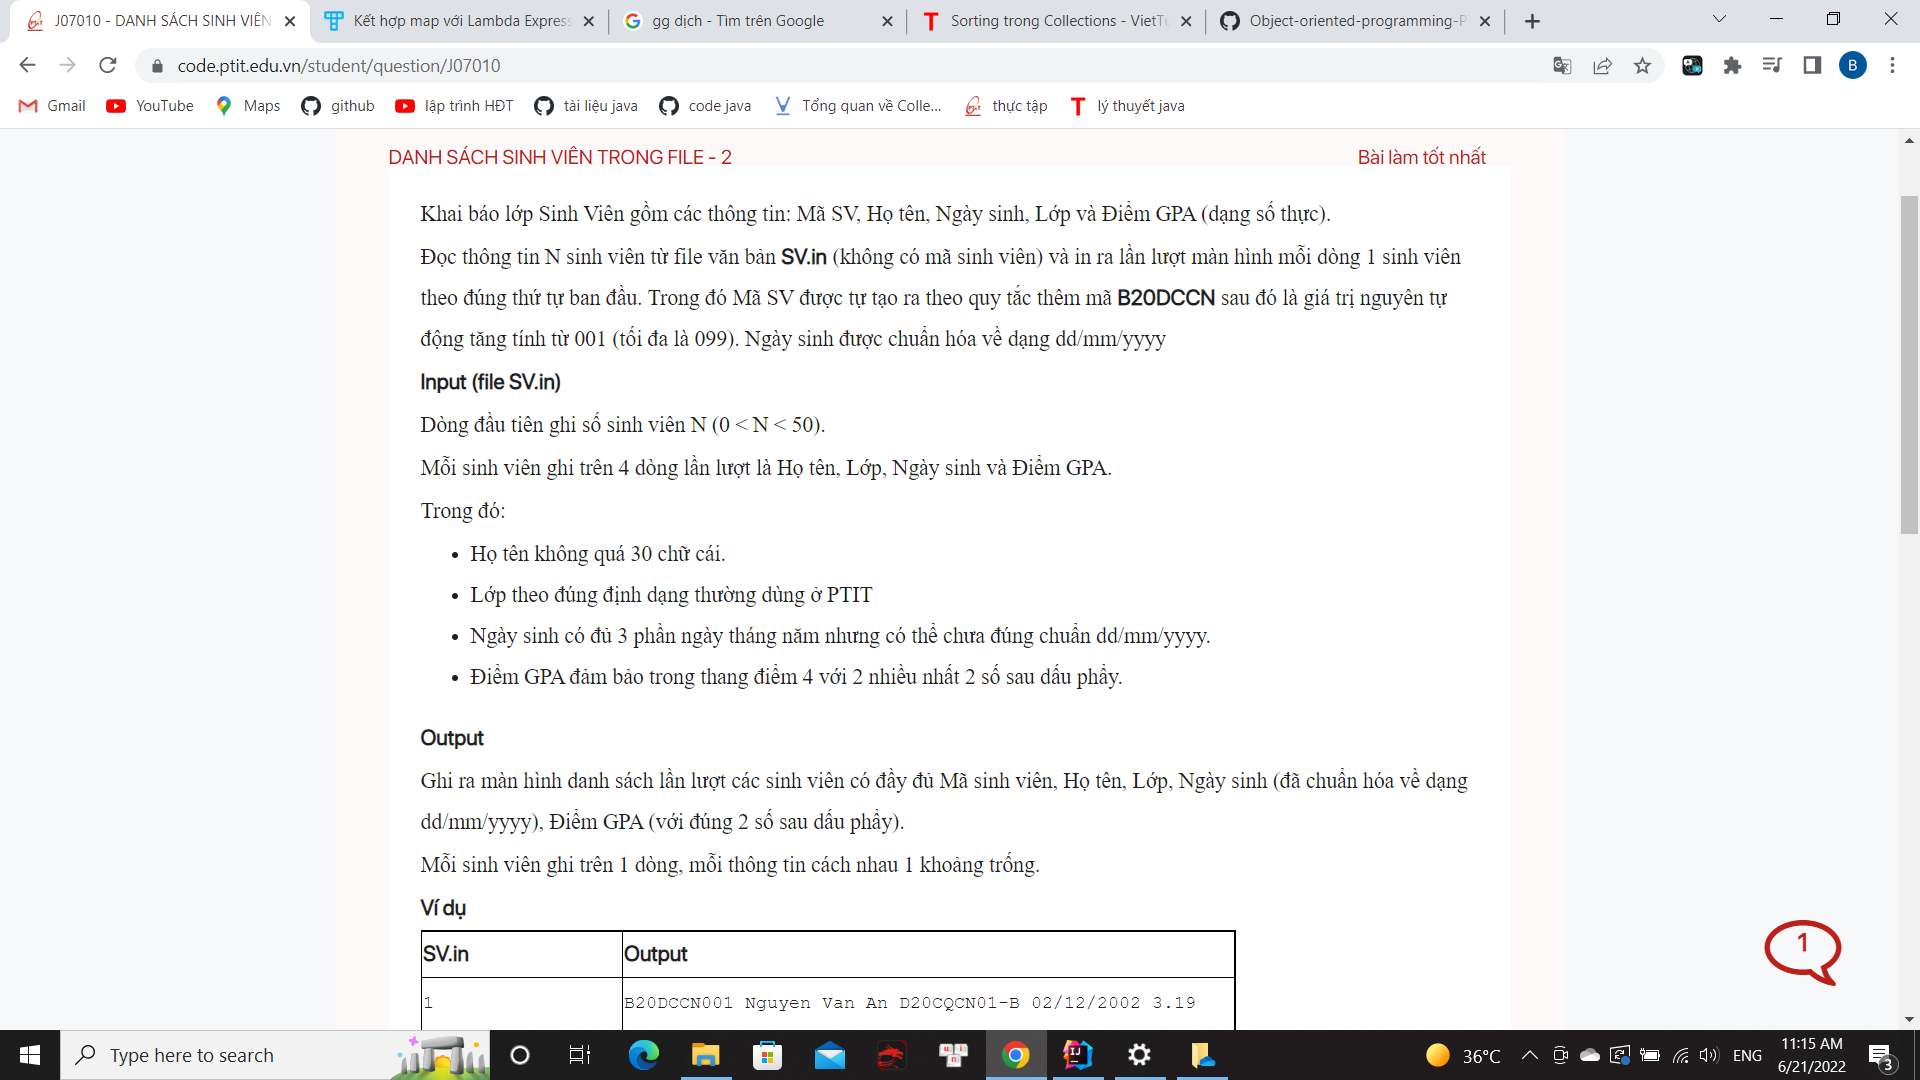 J07010 - DANH SÁCH SINH VIÊN
Kết hợp map với Lambda Express
gg dịch - Tìm trên Google
Sorting trong Collections - VietTu
Object-oriented-programming-P
code.ptit.edu.vn/student/question/J07010
B
Gmail
YouTube
Maps
github
lập trình HĐT
tài liệu java
code java
Tổng quan về Colle...
thực tập
lý thuyết java
DANH SÁCH SINH VIÊN TRONG FILE - 2
Bài làm tốt nhất
Khai báo lớp Sinh Viên gồm các thông tin: Mã SV, Họ tên, Ngày sinh, Lớp và Điểm GPA (dạng số thực).
Đọc thông tin N sinh viên từ file văn bản SV.in (không có mã sinh viên) và in ra lần lượt màn hình mỗi dòng 1 sinh viên
theo đúng thứ tự ban đầu. Trong đó Mã SV được tự tạo ra theo quy tắc thêm mã B20DCCN sau đó là giá trị nguyên tự
động tăng tính từ 001 (tối đa là 099). Ngày sinh được chuẩn hóa về dạng dd/mm/yyyy
Input (file SV.in)
Dòng đầu tiên ghi số sinh viên N (0 < N < 50).
Mỗi sinh viên ghi trên 4 dòng lần lượt là Họ tên, Lớp, Ngày sinh và Điểm GPA.
Trong đó:
• Họ tên không quá 30 chữ cái.
• Lớp theo đúng định dạng thường dùng ở PTIT
• Ngày sinh có đủ 3 phần ngày tháng năm nhưng có thể chưa đúng chuẩn dd/mm/yyyy.
• Điểm GPA đảm bảo trong thang điểm 4 với 2 nhiều nhất 2 số sau dấu phẩy.
Output
Ghi ra màn hình danh sách lần lượt các sinh viên có đầy đủ Mã sinh viên, Họ tên, Lớp, Ngày sinh (đã chuẩn hóa về dạng
dd/mm/yyyy), Điểm GPA (với đúng 2 số sau dấu phẩy).
Mỗi sinh viên ghi trên 1 dòng, mỗi thông tin cách nhau 1 khoảng trống.
Ví dụ
SV.in
Output
1
B20DCCN001 Nguyen Van An D20CQCN01-B 02/12/2002 3.19
1
Type here to search
36°C
ENG
11:15 AM
6/21/2022
3